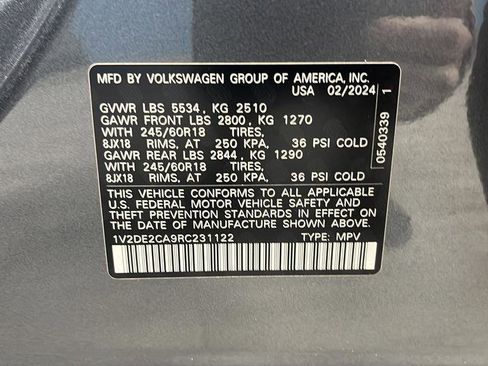 MFD BY VOLKSWAGEN GROUP OF AMERICA, INC.
USA 02/2024
GVWR LBS 5534, KG 2510
GAWR FRONT LBS 2800, KG 1270
WITH 245/60R18 TIRES,
8JX18 RIMS, AT 250 KPA, 36 PSI COLD
GAWR REAR LBS 2844, KG 1290
WITH 245/60R18 TIRES,
8JX18 RIMS, AT 250 KPA, 36 PSI COLD
THIS VEHICLE CONFORMS TO ALL APPLICABLE
U.S. FEDERAL MOTOR VEHICLE SAFETY AND
THEFT PREVENTION STANDARDS IN EFFECT ON
THE DATE OF MANUFACTURE SHOWN ABOVE.
1V2DE2CA9RC231122 TYPE: MPV
0540339 1